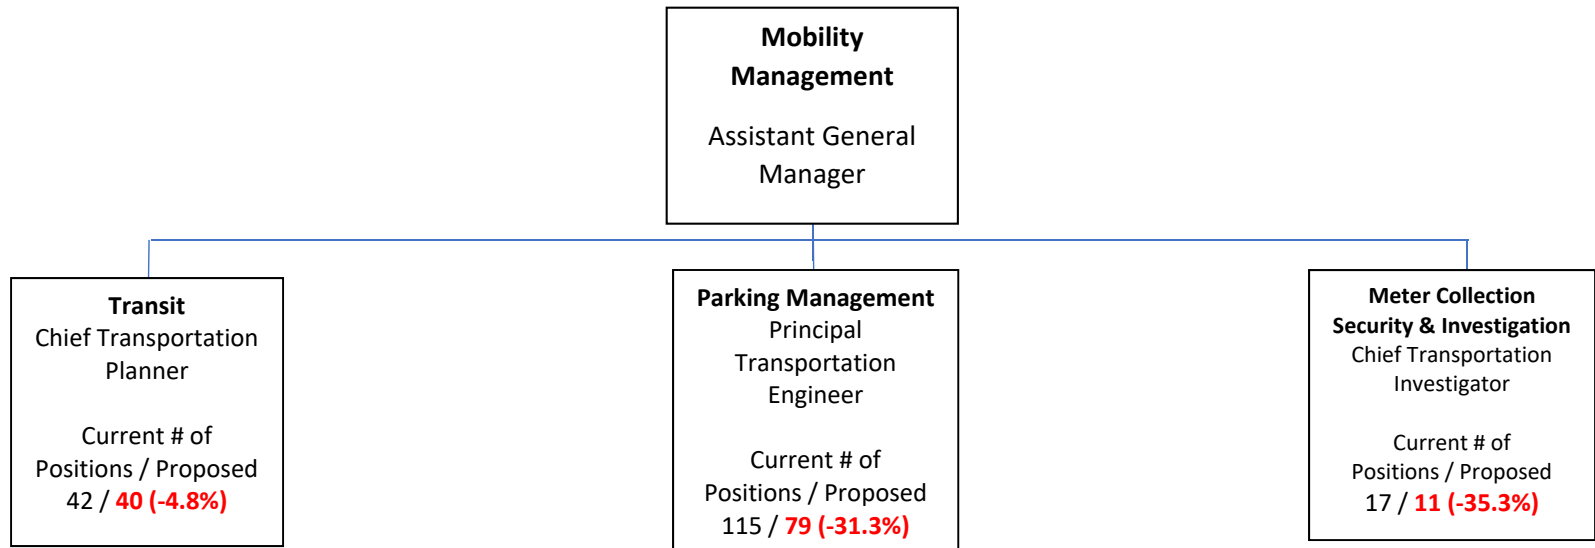 Mobility
Management
Assistant General
Manager
Transit
Chief Transportation
Planner
Current # of
Positions / Proposed
42 / 40 (-4.8%)
Parking Management
Principal
Transportation
Engineer
Current # of
Positions / Proposed
115 / 79 (-31.3%)
Meter Collection
Security & Investigation
Chief Transportation
Investigator
Current # of
Positions / Proposed
17 / 11 (-35.3%)